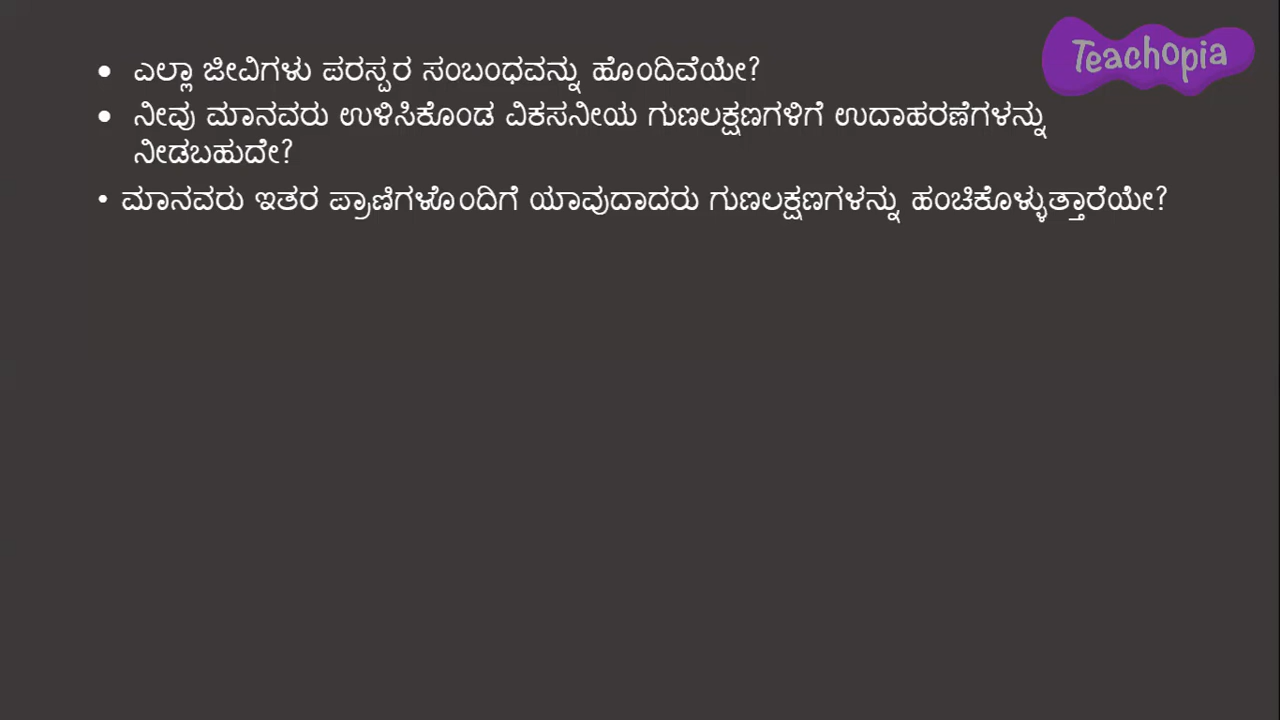 Teachopia
• ಎಲ್ಲಾ ಜೀವಿಗಳು ಪರಸ್ಪರ ಸಂಬಂಧವನ್ನು ಹೊಂದಿವೆಯೇ?
• ನೀವು ಮಾನವರು ಉಳಿಸಿಕೊಂಡ ವಿಕಸನೀಯ ಗುಣಲಕ್ಷಣಗಳಿಗೆ ಉದಾಹರಣೆಗಳನ್ನು
ನೀಡಬಹುದೇ?
• ಮಾನವರು ಇತರ ಪ್ರಾಣಿಗಳೊಂದಿಗೆ ಯಾವುದಾದರು ಗುಣಲಕ್ಷಣಗಳನ್ನು ಹಂಚಿಕೊಳ್ಳುತ್ತಾರೆಯೇ?